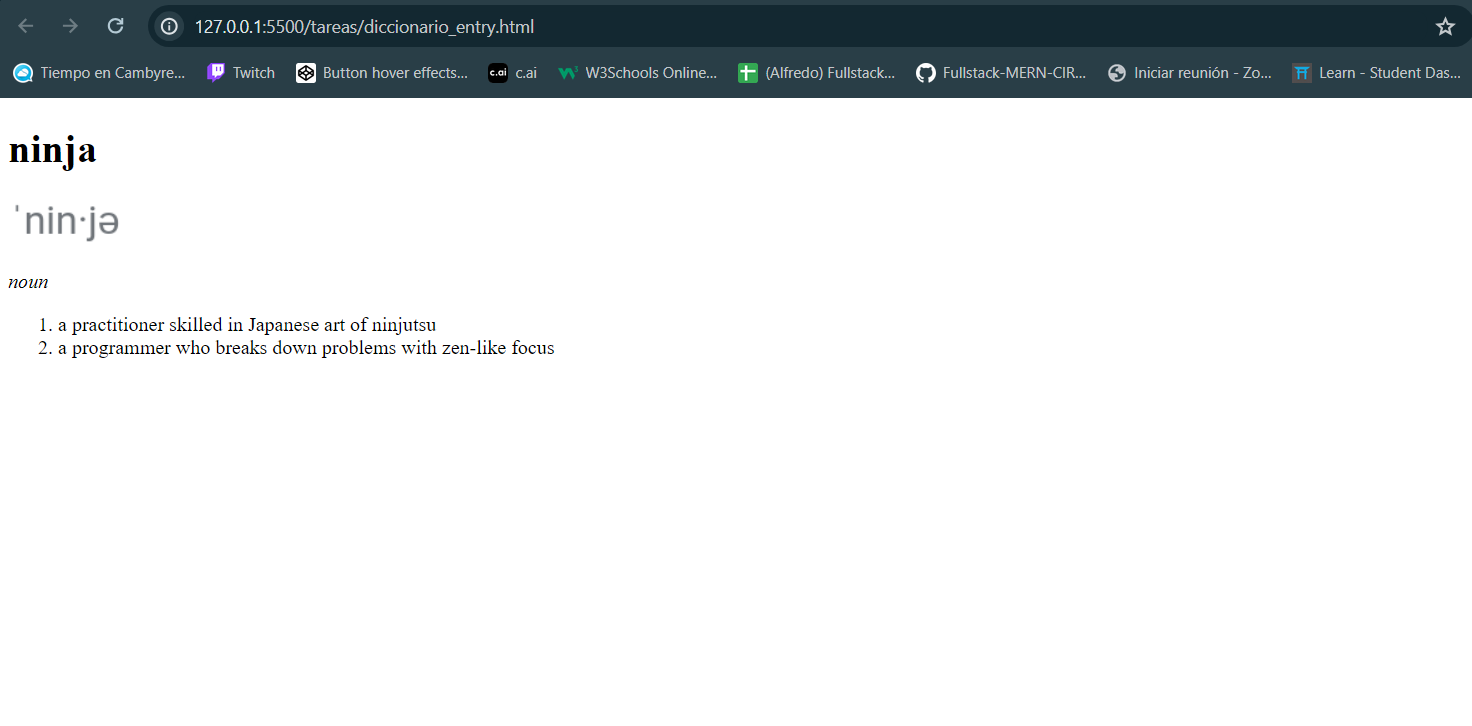 127.0.0.1:5500/tareas/diccionario_entry.html
Tiempo en Cambyre... Twitch Button hover effects... c.ai c.ai W3Schools Online... (Alfredo) Fullstack... Fullstack-MERN-CIR... Iniciar reunión - Zo... Learn - Student Das...
ninja
ˈnin·jə
noun
1. a practitioner skilled in Japanese art of ninjutsu
2. a programmer who breaks down problems with zen-like focus